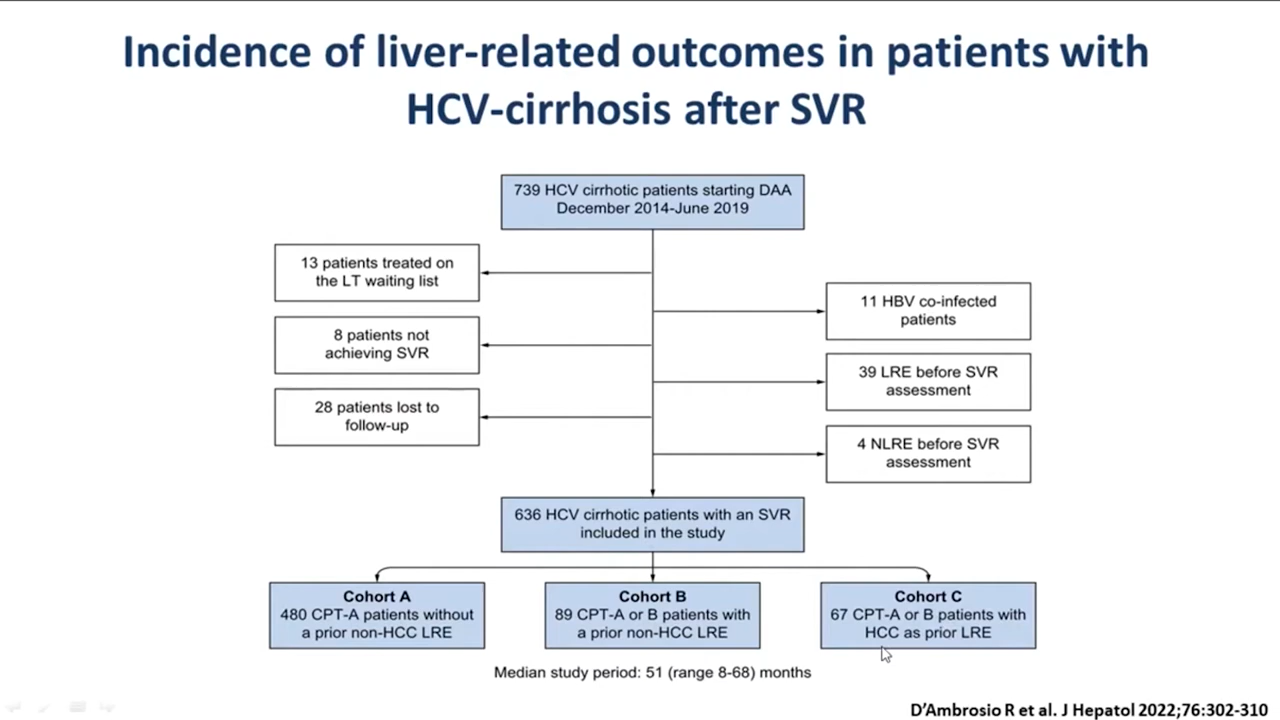 Incidence of liver-related outcomes in patients with
HCV-cirrhosis after SVR
739 HCV cirrhotic patients starting DAA
December 2014-June 2019
13 patients treated on
the LT waiting list
11 HBV co-infected
patients
8 patients not
achieving SVR
39 LRE before SVR
assessment
28 patients lost to
follow-up
4 NLRE before SVR
assessment
636 HCV cirrhotic patients with an SVR
included in the study
Cohort A
480 CPT-A patients without
a prior non-HCC LRE
Cohort B
89 CPT-A or B patients with
a prior non-HCC LRE
Cohort C
67 CPT-A or B patients with
HCC as prior LRE
Median study period: 51 (range 8-68) months
D’Ambrosio R et al. J Hepatol 2022;76:302-310